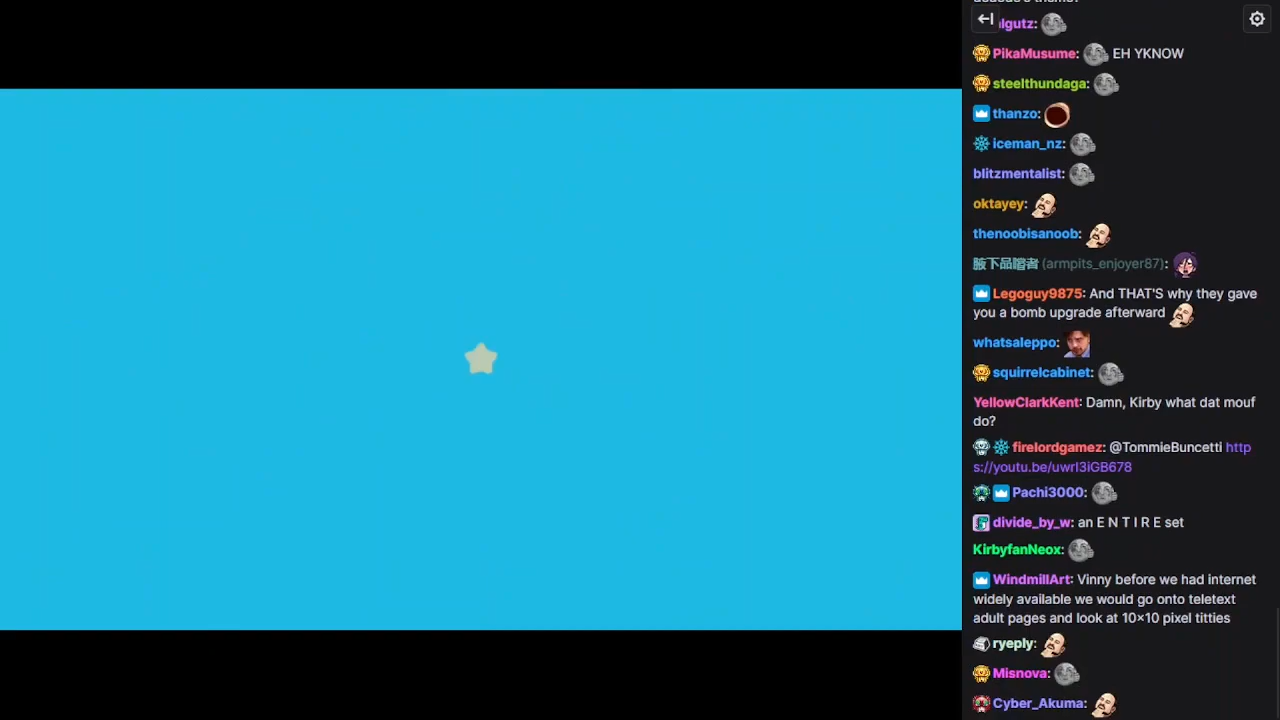 lgutz:
PikaMusume: EH YKNOW
steelthundaga:
thanzo:
iceman_nz:
blitzmentalist:
oktayey:
thenoobisanoob:
(armpits_enjoyer87):
Legoguy9875: And THAT'S why they gave
you a bomb upgrade afterward
whatsaleppo:
squirrelcabinet:
YellowClarkKent: Damn, Kirby what dat mouf
do?
firelordgamez: @TommieBuncetti http
s://youtu.be/uwrI3iGB678
Pachi3000:
divide_by_w: an E N T I R E set
KirbyfanNeox:
WindmillArt: Vinny before we had internet
widely available we would go onto teletext
adult pages and look at 10x10 pixel titties
ryeply:
Misnova:
Cyber_Akuma: